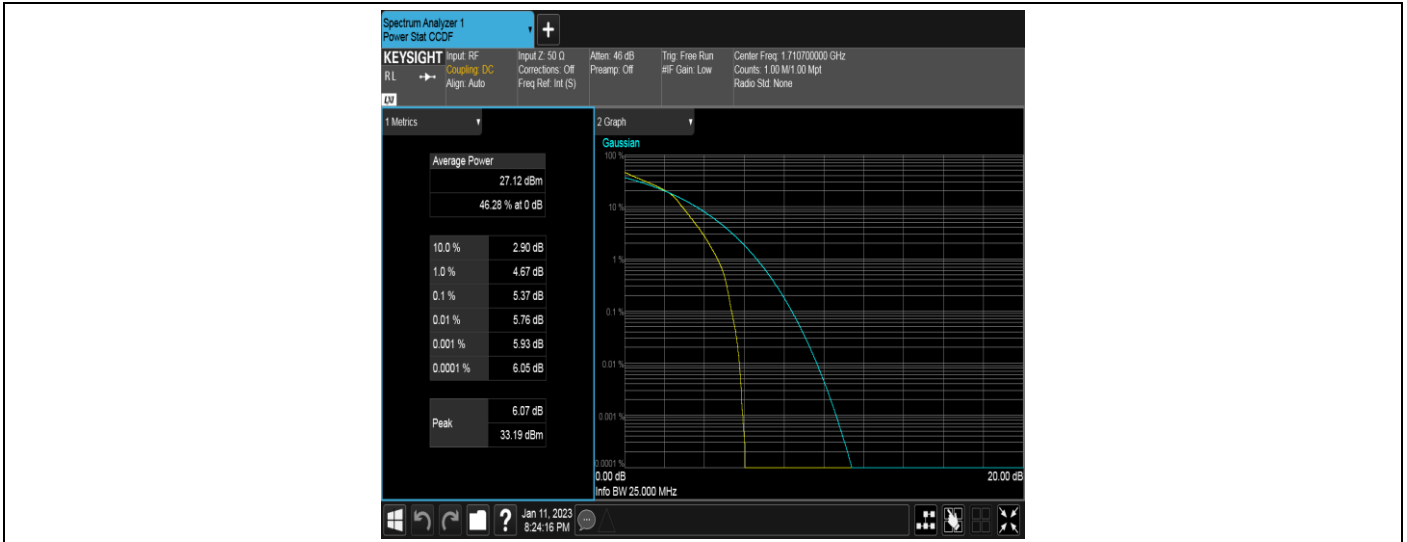 Spectrum Analyzer 1
Power Stat CCDF
+
KEYSIGHT
RL
LXI
Input: RF
Coupling: DC
Align: Auto
Input Z: 50 Ω
Corrections: Off
Freq Ref: Int (S)
Atten: 46 dB
Preamp: Off
Trig: Free Run
#IF Gain: Low
Center Freq: 1.710700000 GHz
Counts: 1.00 M/1.00 Mpt
Radio Std: None
1 Metrics
Average Power
27.12 dBm
46.28 % at 0 dB
10.0 % 2.90 dB
1.0 % 4.67 dB
0.1 % 5.37 dB
0.01 % 5.76 dB
0.001 % 5.93 dB
0.0001 % 6.05 dB
Peak
6.07 dB
33.19 dBm
2 Graph
Gaussian
100 %
10 %
1 %
0.1 %
0.01 %
0.001 %
0.0001 %
0.00 dB 20.00 dB
Info BW 25.000 MHz
?
Jan 11, 2023
8:24:16 PM